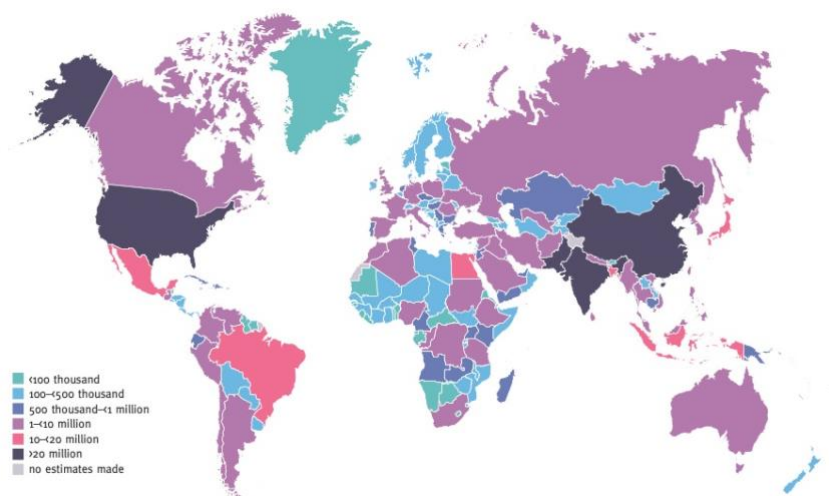 <100 thousand
100–<500 thousand
500 thousand–<1 million
1–<10 million
10–<20 million
>20 million
no estimates made